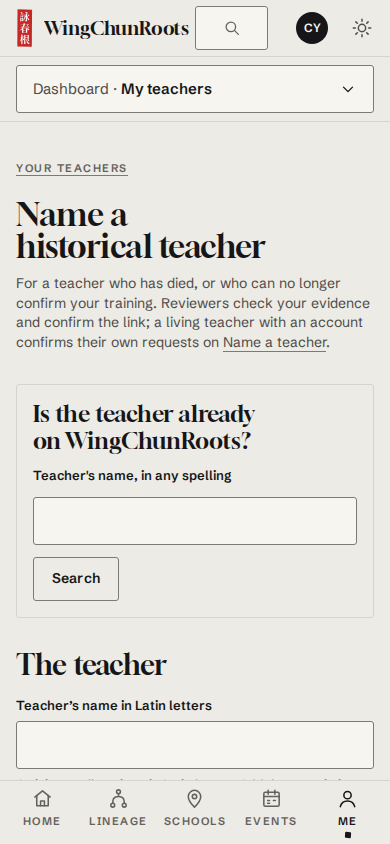 詠春根
WingChunRoots
CY
Dashboard · My teachers
YOUR TEACHERS
Name a
historical teacher
For a teacher who has died, or who can no longer
confirm your training. Reviewers check your evidence
and confirm the link; a living teacher with an account
confirms their own requests on Name a teacher.
Is the teacher already
on WingChunRoots?
Teacher's name, in any spelling
Search
The teacher
Teacher’s name in Latin letters
HOME
LINEAGE
SCHOOLS
EVENTS
ME